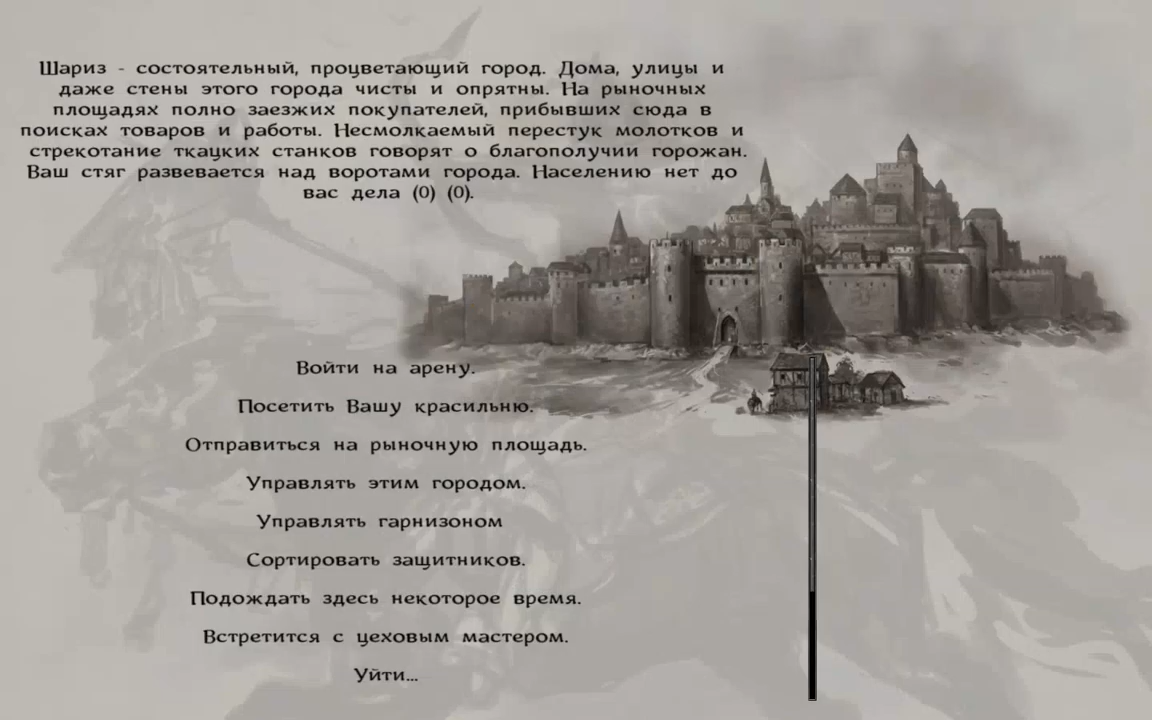 Шариз - состоятельный, процветающий город. Дома, улицы и
даже стены этого города чисты и опрятны. На рыночных
площадях полно заезжих покупателей, прибывших сюда в
поисках товаров и работы. Несмолкаемый перестук молотков и
стрекотание ткацких станков говорят о благополучии горожан.
Ваш стяг развевается над воротами города. Населению нет до
вас дела (0) (0).
Войти на арену.
Посетить Вашу красильню.
Отправиться на рыночную площадь.
Управлять этим городом.
Управлять гарнизоном
Сортировать защитников.
Подождать здесь некоторое время.
Встретится с цеховым мастером.
Уйти...